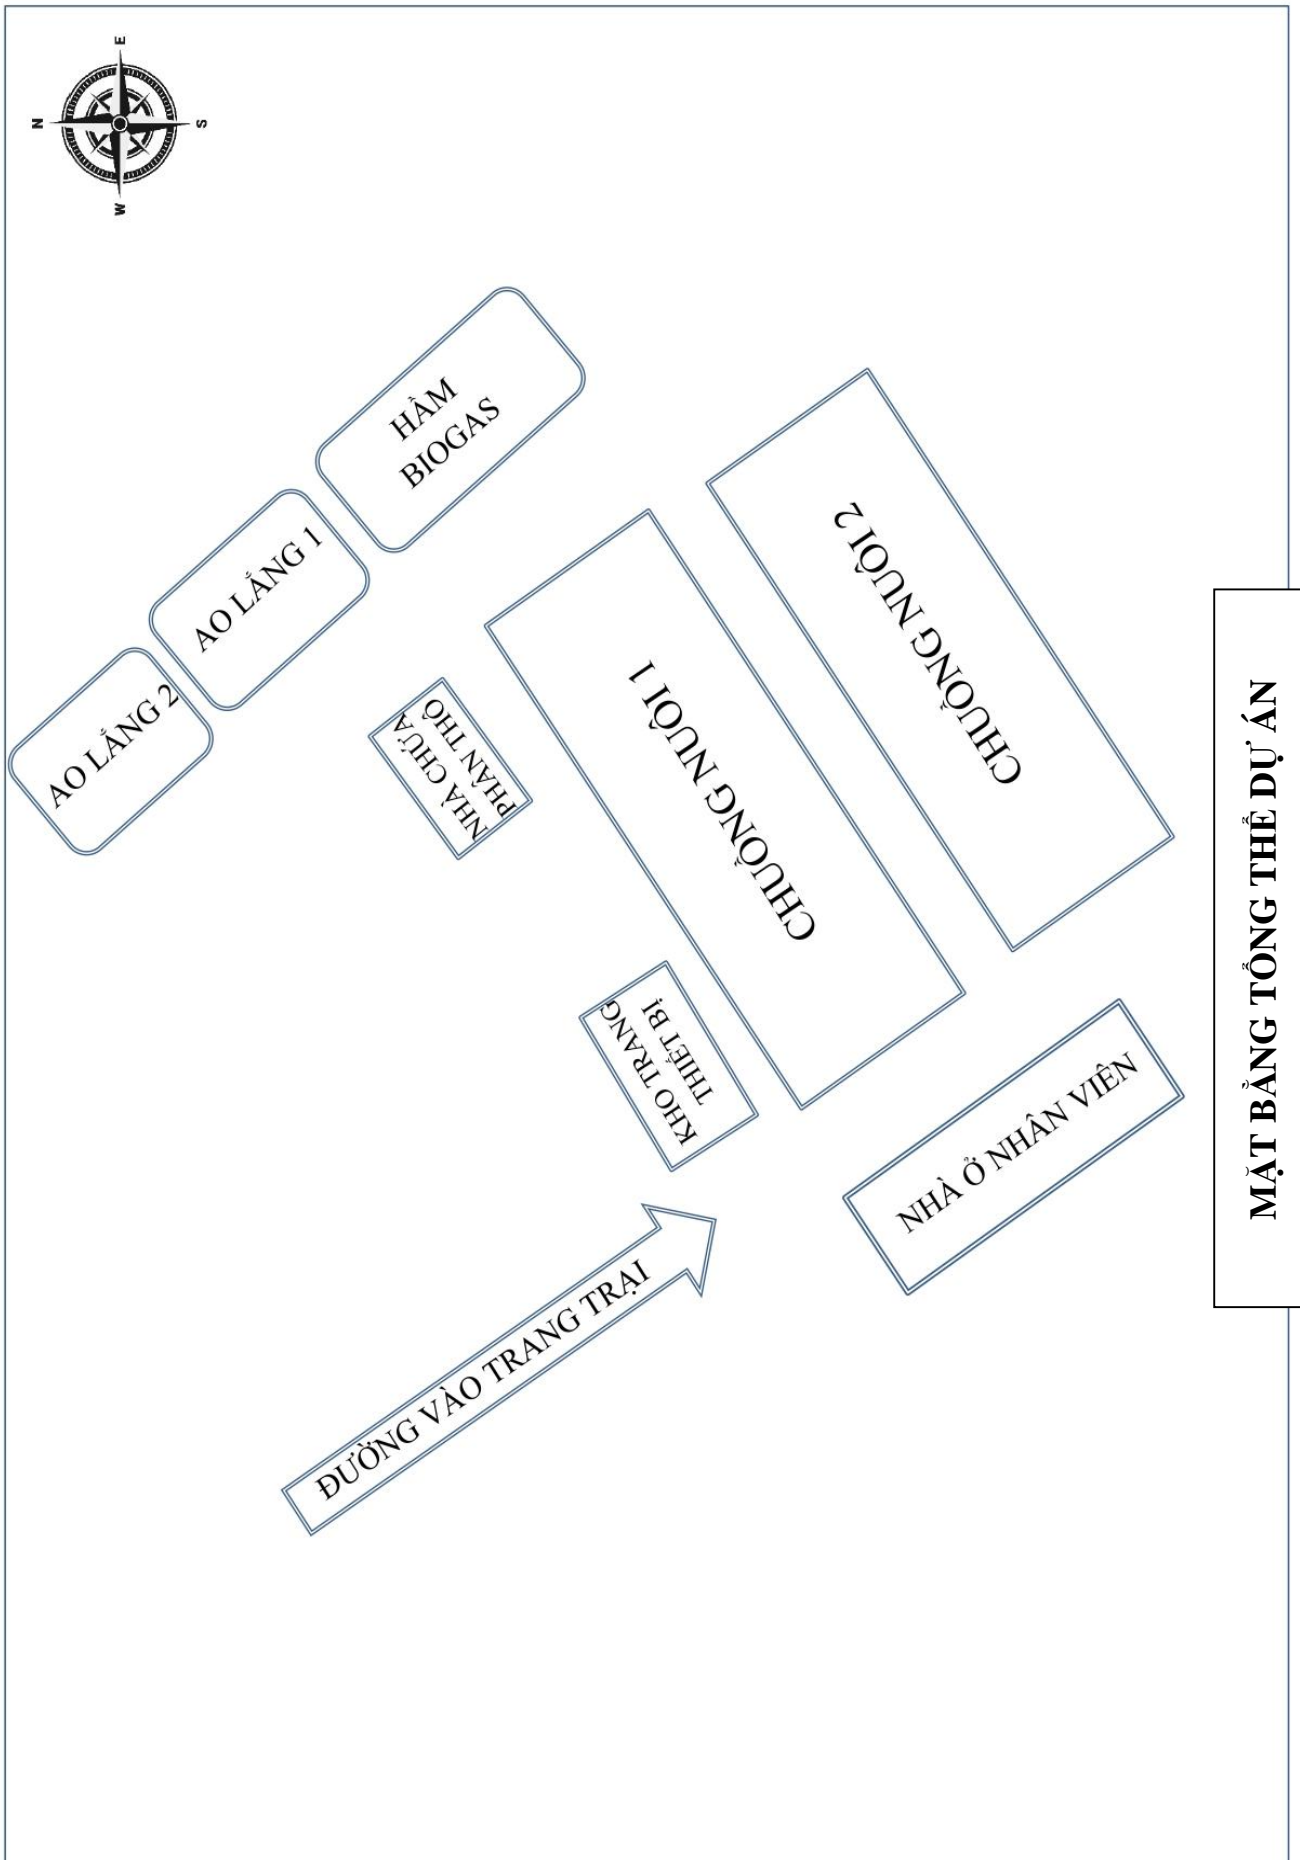 E
N
S
W
HẦM
BIOGAS
AO LẮNG 1
AO LẮNG 2
NHÀ CHỨA
PHÂN THÔ
CHUỒNG NUÔI 1
CHUỒNG NUÔI 2
KHO TRANG
THIẾT BỊ
NHÀ Ở NHÂN VIÊN
ĐƯỜNG VÀO TRANG TRẠI
MẶT BẰNG TỔNG THỂ DỰ ÁN